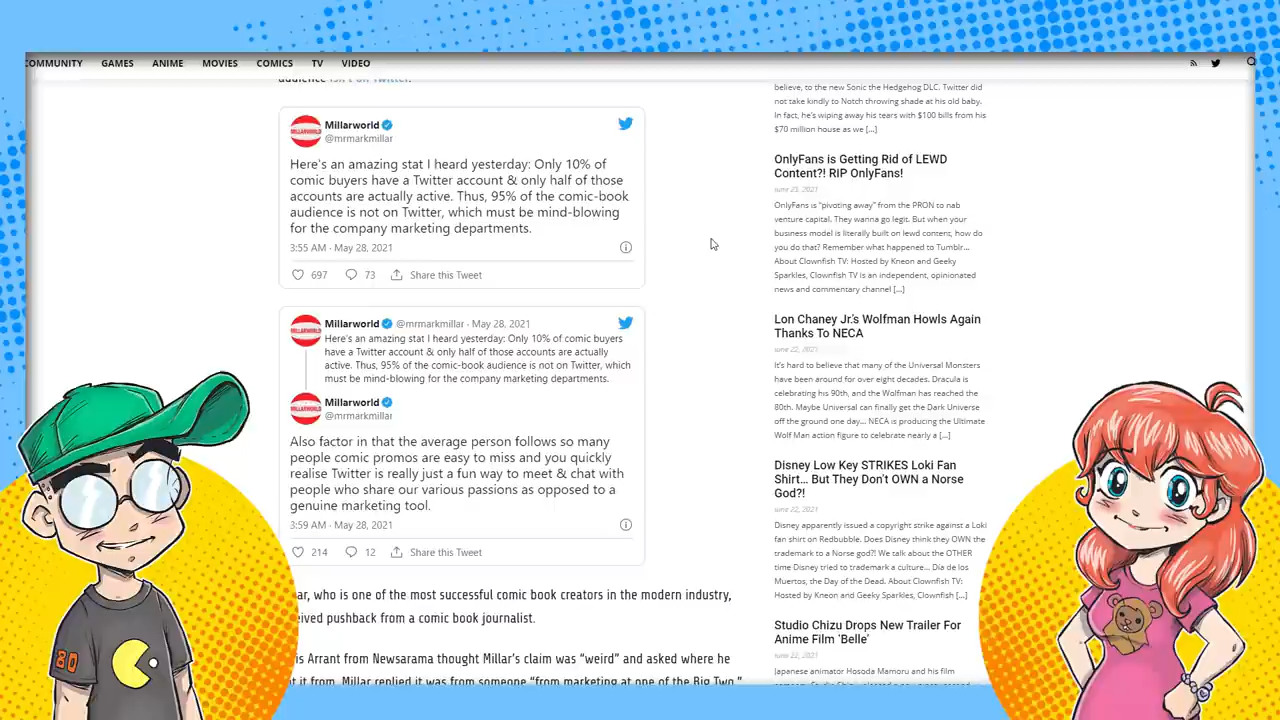 COMMUNITY GAMES ANIME MOVIES COMICS TV VIDEO
audience isn't on Twitter.
Millarworld
@mrmarkmillar
Here's an amazing stat I heard yesterday: Only 10% of
comic buyers have a Twitter account & only half of those
accounts are actually active. Thus, 95% of the comic-book
audience is not on Twitter, which must be mind-blowing
for the company marketing departments.
3:55 AM · May 28, 2021
697 73 Share this Tweet
Millarworld @mrmarkmillar · May 28, 2021
Here's an amazing stat I heard yesterday: Only 10% of comic buyers
have a Twitter account & only half of those accounts are actually
active. Thus, 95% of the comic-book audience is not on Twitter, which
must be mind-blowing for the company marketing departments.
Millarworld
@mrmarkmillar
Also factor in that the average person follows so many
people comic promos are easy to miss and you quickly
realise Twitter is really just a fun way to meet & chat with
people who share our various passions as opposed to a
genuine marketing tool.
3:59 AM · May 28, 2021
214 12 Share this Tweet
ar, who is one of the most successful comic book creators in the modern industry,
eived pushback from a comic book journalist.
is Arrant from Newsarama thought Millar's claim was "weird" and asked where he
t it from. Millar replied it was from someone "from marketing at one of the Big Two."
believe, to the new Sonic the Hedgehog DLC. Twitter did
not take kindly to Notch throwing shade at his old baby.
In fact, he's wiping away his tears with $100 bills from his
$70 million house as we [...]
OnlyFans is Getting Rid of LEWD
Content?! RIP OnlyFans!
June 23, 2021
OnlyFans is "pivoting away" from the PRON to nab
venture capital. They wanna go legit. But when your
business model is literally built on lewd content, how do
you do that? Remember what happened to Tumblr...
About Clownfish TV: Hosted by Kneon and Geeky
Sparkles, Clownfish TV is an independent, opinionated
news and commentary channel [...]
Lon Chaney Jr.'s Wolfman Howls Again
Thanks To NECA
June 22, 2021
It's hard to believe that many of the Universal Monsters
have been around for over eight decades. Dracula is
celebrating his 90th, and the Wolfman has reached the
80th. Maybe Universal can finally get the Dark Universe
off the ground one day... NECA is producing the Ultimate
Wolf Man action figure to celebrate nearly a [...]
Disney Low Key STRIKES Loki Fan
Shirt... But They Don't OWN a Norse
God?!
June 22, 2021
Disney apparently issued a copyright strike against a Loki
fan shirt on Redbubble. Does Disney think they OWN the
trademark to a Norse god?! We talk about the OTHER
time Disney tried to trademark a culture... Día de los
Muertos, the Day of the Dead. About Clownfish TV:
Hosted by Kneon and Geeky Sparkles, Clownfish [...]
Studio Chizu Drops New Trailer For
Anime Film 'Belle'
June 22, 2021
Japanese animator Hosoda Mamoru and his film
80